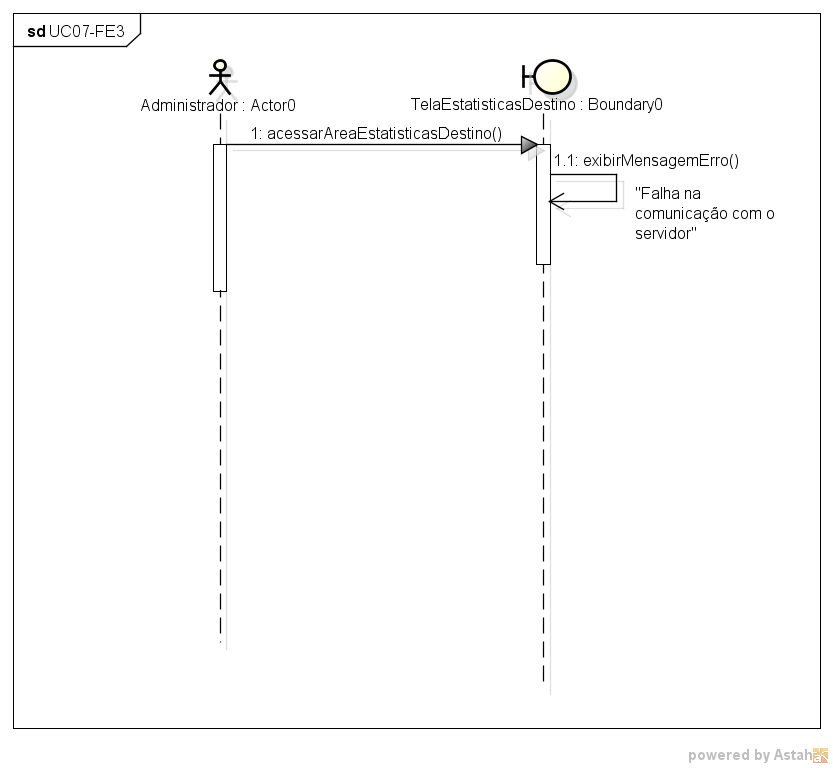 sd UC07-FE3
Administrador : Actor0
TelaEstatisticasDestino : Boundary0
1: acessarAreaEstatisticasDestino()
1.1: exibirMensagemErro()
"Falha na
comunicação com o
servidor"
powered by Astah